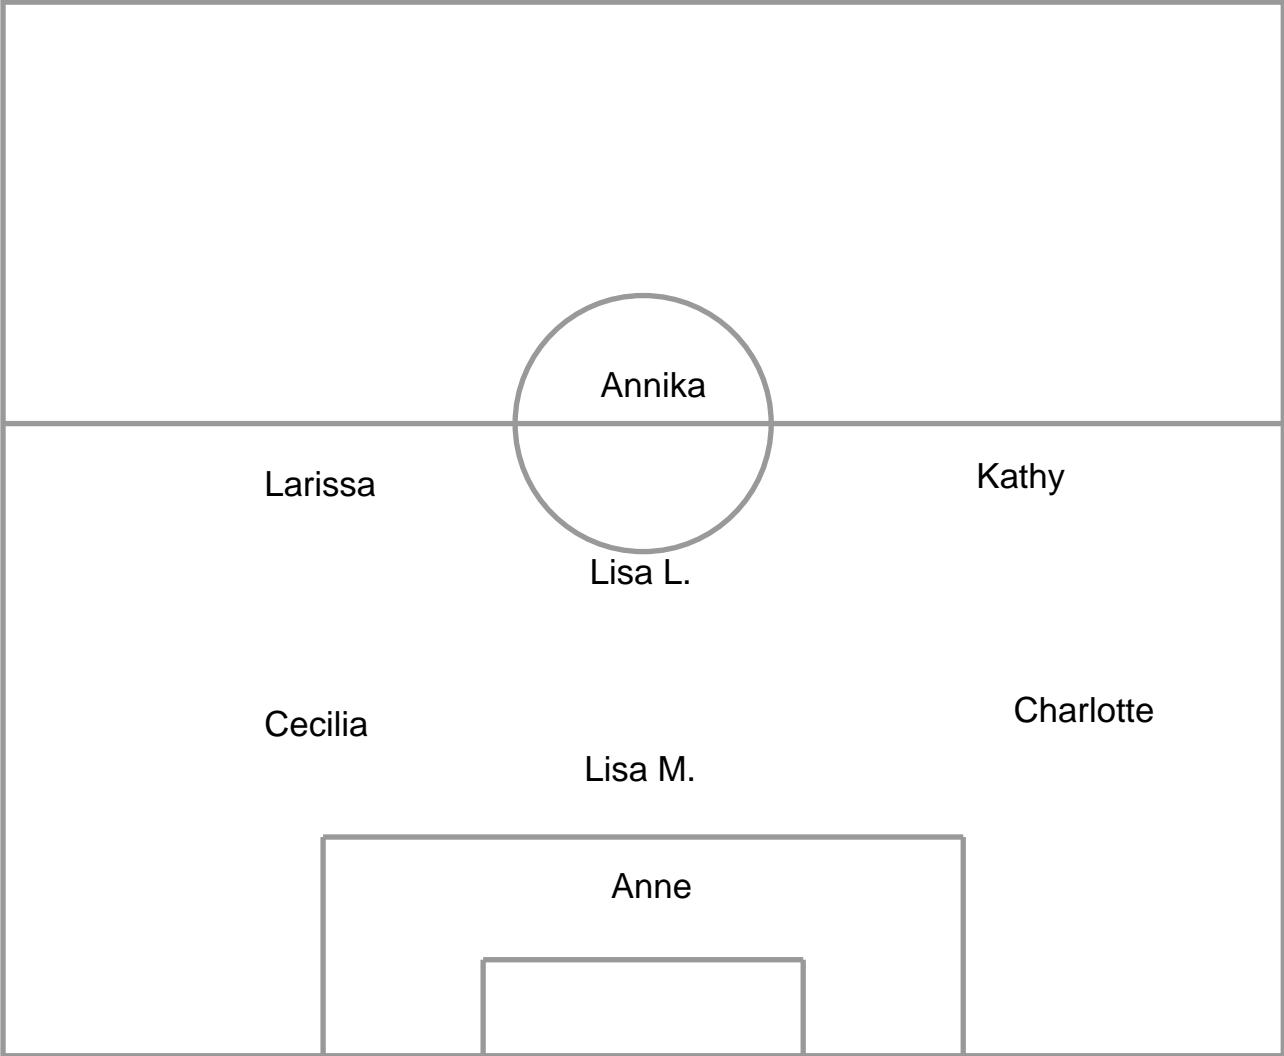 Annika
Larissa
Kathy
Lisa L.
Cecilia
Charlotte
Lisa M.
Anne